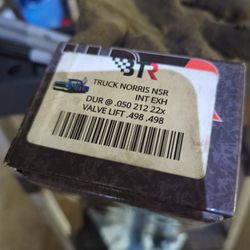 BTR
TRUCK NORRIS NSR
INT EXH
DUR @ .050 212 22x
VALVE LIFT .498 .498